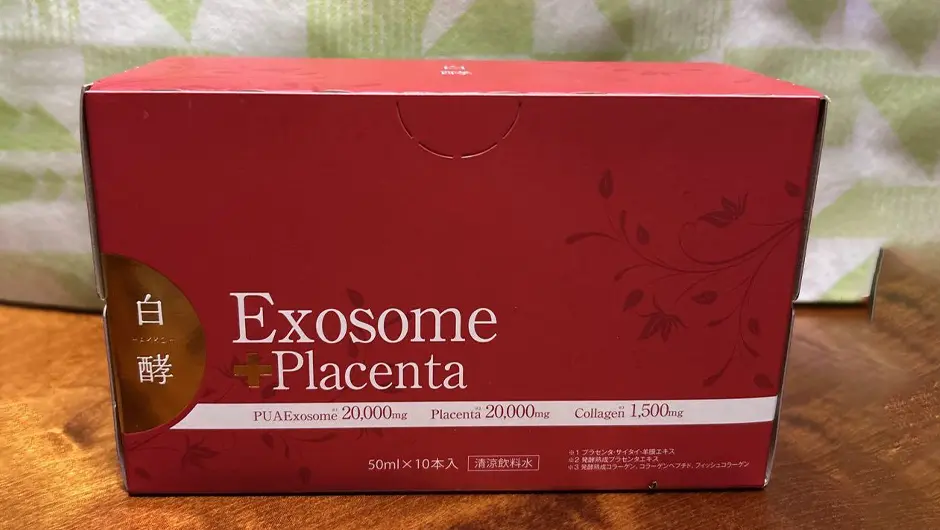 白
酵
Exosome
+Placenta
PUAExosome※1 20,000mg Placenta※2 20,000mg Collagen※3 1,500mg
50ml×10本入 清涼飲料水
※1 プラセンタ・サイタイ・羊膜エキス
※2 発酵熟成プラセンタエキス
※3 発酵熟成コラーゲン、コラーゲンペプチド、フィッシュコラーゲン